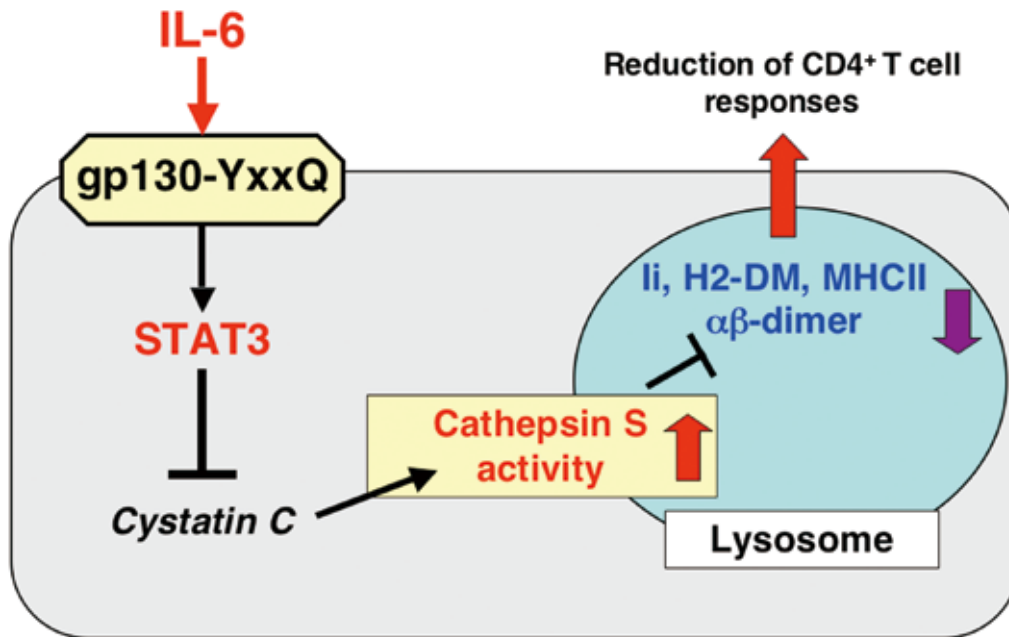 IL-6
gp130-YxxQ
STAT3
Cystatin C
Cathepsin S
activity
Reduction of CD4⁺ T cell
responses
Ii, H2-DM, MHCII
αβ-dimer
Lysosome